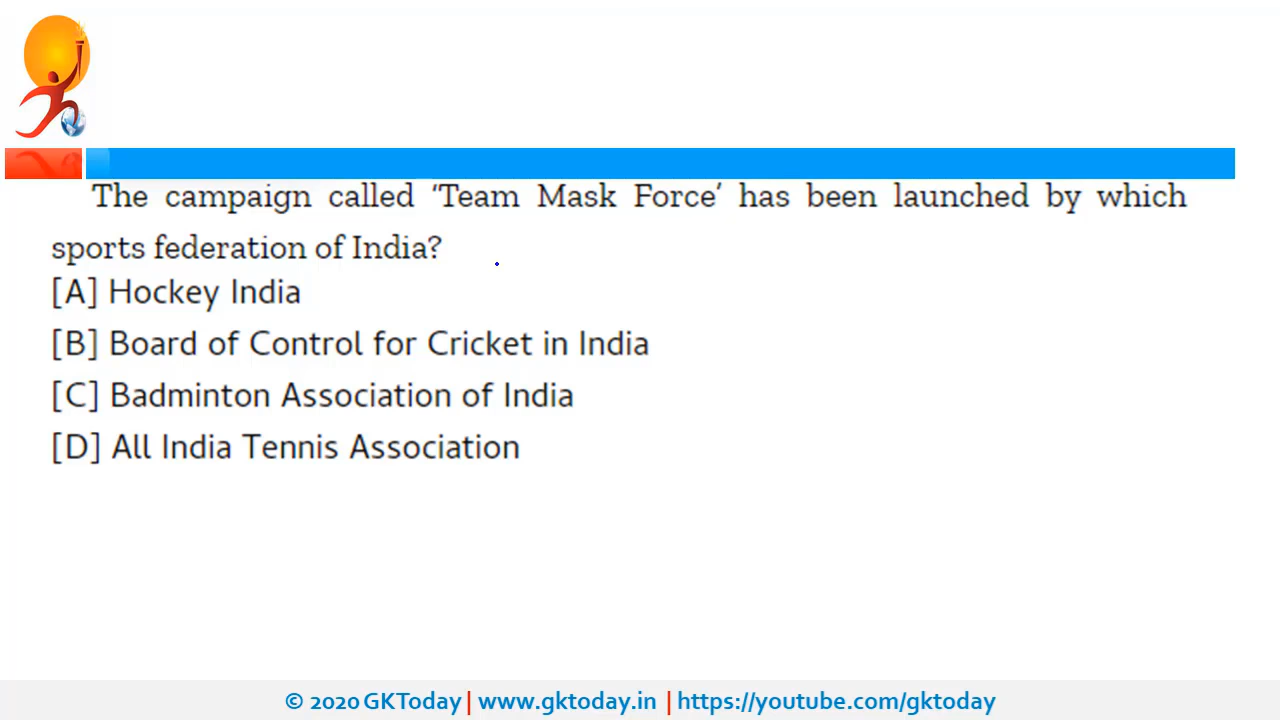 The campaign called ‘Team Mask Force’ has been launched by which
sports federation of India?
[A] Hockey India
[B] Board of Control for Cricket in India
[C] Badminton Association of India
[D] All India Tennis Association
© 2020 GKToday | www.gktoday.in | https://youtube.com/gktoday